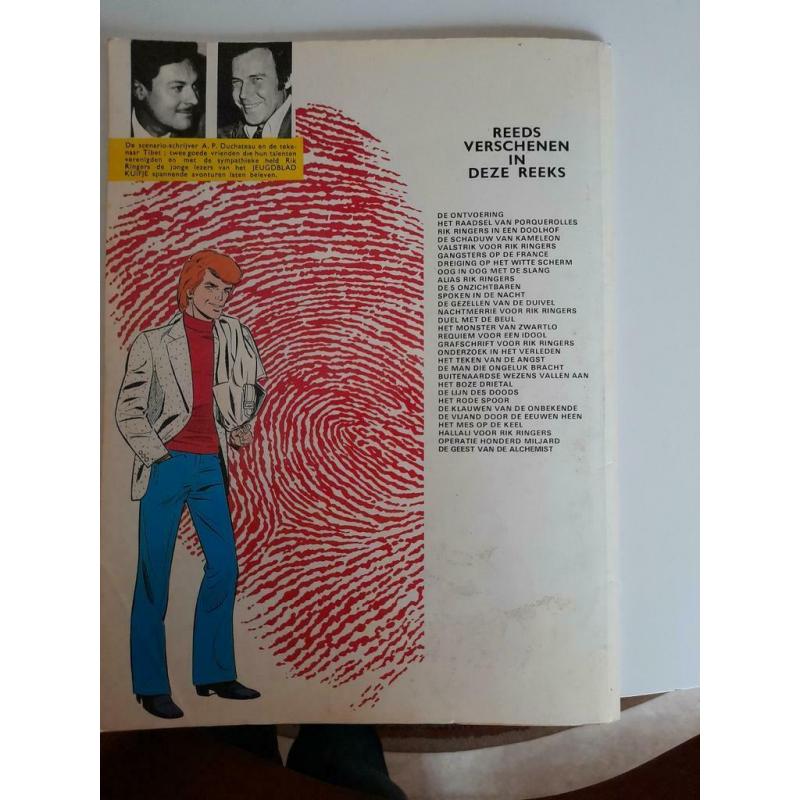 De scenario-schrijver A. P. Duchateau en de teke-
naar Tibet : twee goede vrienden die hun talenten
verenigden en met de sympathieke held Rik
Ringers de jonge lezers van het JEUGDBLAD
KUIFJE spannende avonturen laten beleven.
REEDS
VERSCHENEN
IN
DEZE REEKS
DE ONTVOERING
HET RAADSEL VAN PORQUEROLLES
RIK RINGERS IN EEN DOOLHOF
DE SCHADUW VAN KAMELEON
VALSTRIK VOOR RIK RINGERS
GANGSTERS OP DE FRANCE
DREIGING OP HET WITTE SCHERM
OOG IN OOG MET DE SLANG
ALIAS RIK RINGERS
DE 5 ONZICHTBAREN
SPOKEN IN DE NACHT
DE GEZELLEN VAN DE DUIVEL
NACHTMERRIE VOOR RIK RINGERS
DUEL MET DE BEUL
HET MONSTER VAN ZWARTLO
REQUIEM VOOR EEN IDOOL
GRAFSCHRIFT VOOR RIK RINGERS
ONDERZOEK IN HET VERLEDEN
HET TEKEN VAN DE ANGST
DE MAN DIE ONGELUK BRACHT
BUITENAARDSE WEZENS VALLEN AAN
HET BOZE DRIETAL
DE LIJN DES DOODS
HET RODE SPOOR
DE KLAUWEN VAN DE ONBEKENDE
DE VIJAND DOOR DE EEUWEN HEEN
HET MES OP DE KEEL
HALLALI VOOR RIK RINGERS
OPERATIE HONDERD MILJARD
DE GEEST VAN DE ALCHEMIST